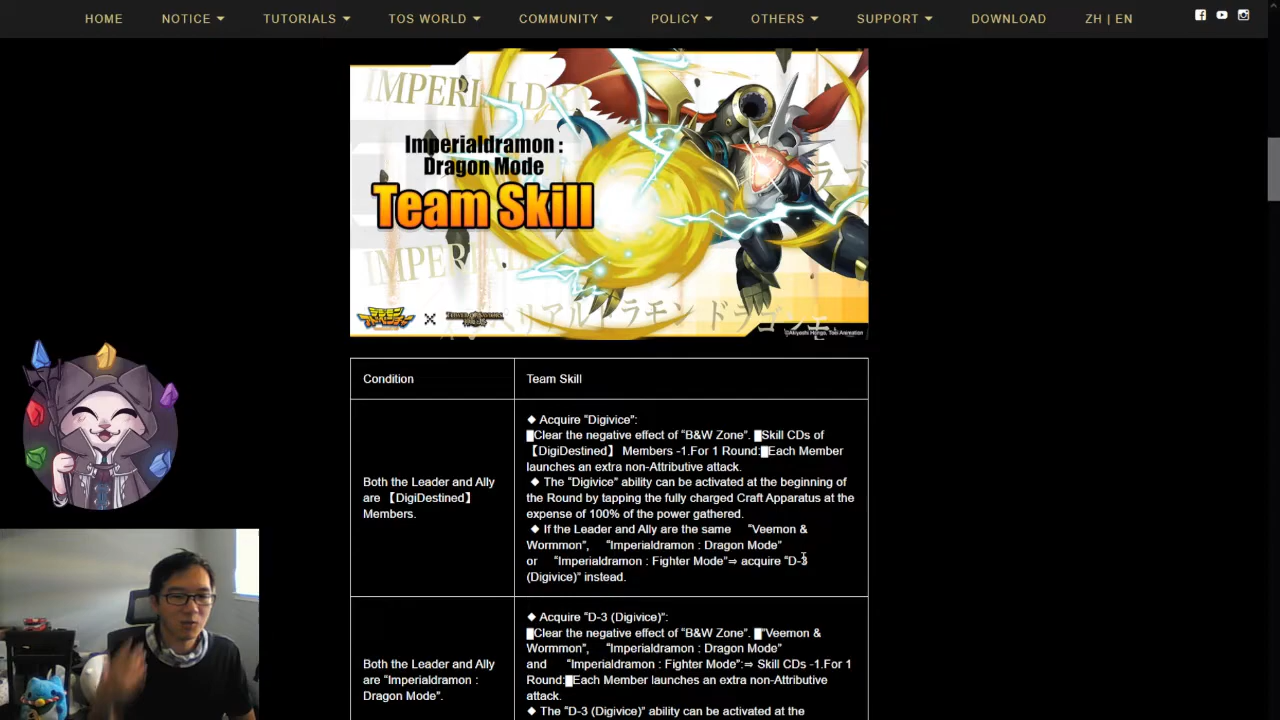 HOME NOTICE TUTORIALS TOS WORLD COMMUNITY POLICY OTHERS SUPPORT DOWNLOAD ZH | EN
Imperialdramon :
Dragon Mode
Team Skill
©Akiyoshi Hongo, Toei Animation
Condition
Team Skill
Both the Leader and Ally
are 【DigiDestined】
Members.
◆ Acquire “Digivice”:
█Clear the negative effect of “B&W Zone”. █Skill CDs of
【DigiDestined】 Members -1.For 1 Round:█Each Member
launches an extra non-Attributive attack.
◆ The “Digivice” ability can be activated at the beginning of
the Round by tapping the fully charged Craft Apparatus at the
expense of 100% of the power gathered.
◆ If the Leader and Ally are the same “Veemon &
Wormmon”, “Imperialdramon : Dragon Mode”
or “Imperialdramon : Fighter Mode”⇒ acquire “D-3
(Digivice)” instead.
Both the Leader and Ally
are “Imperialdramon :
Dragon Mode”.
◆ Acquire “D-3 (Digivice)”:
█Clear the negative effect of “B&W Zone”. █“Veemon &
Wormmon”, “Imperialdramon : Dragon Mode”
and “Imperialdramon : Fighter Mode”:⇒ Skill CDs -1.For 1
Round:█Each Member launches an extra non-Attributive
attack.
◆ The “D-3 (Digivice)” ability can be activated at the